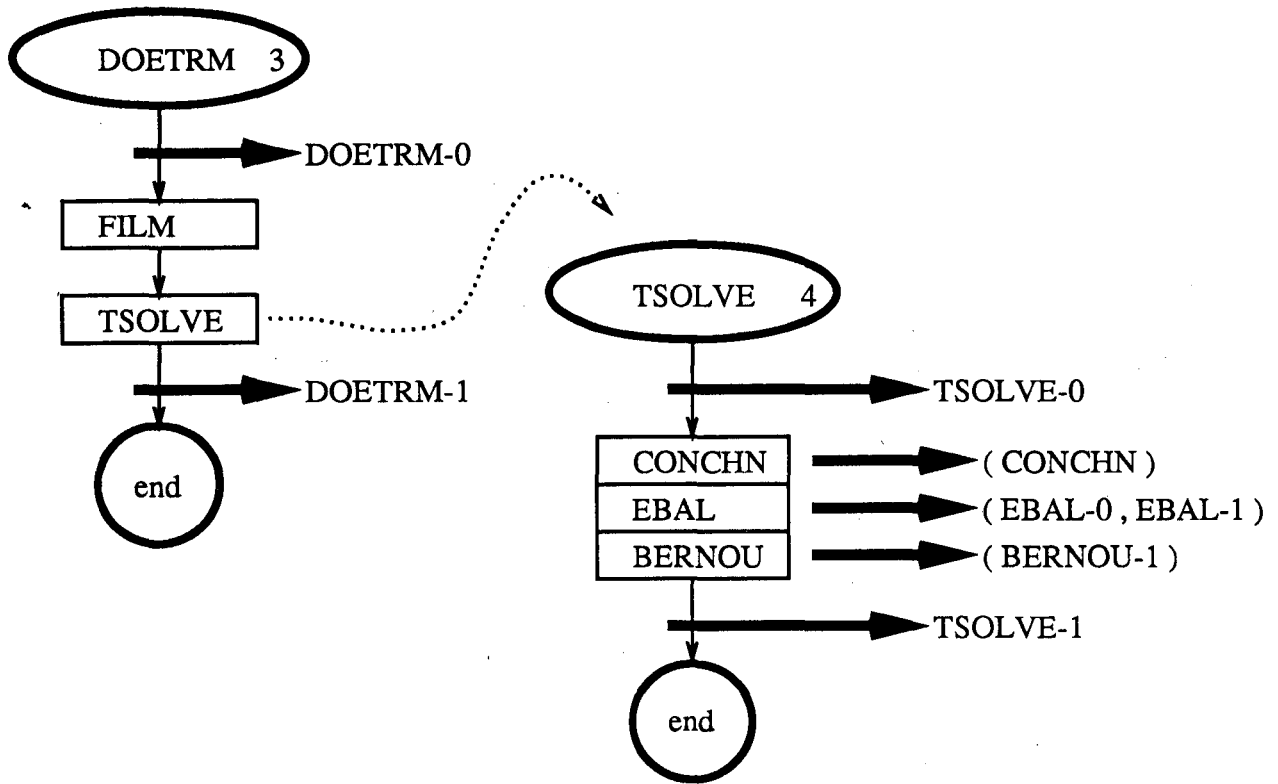 DOETRM 3
DOETRM-0
FILM
TSOLVE
DOETRM-1
end
TSOLVE 4
TSOLVE-0
CONCHN
( CONCHN )
EBAL
( EBAL-0 , EBAL-1 )
BERNOU
( BERNOU-1 )
TSOLVE-1
end